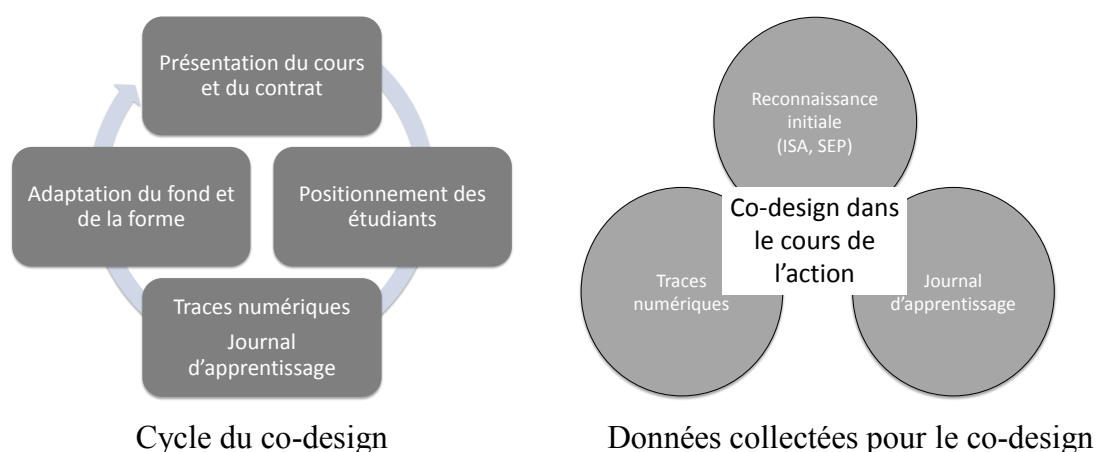 Présentation du cours
et du contrat
Adaptation du fond et
de la forme
Positionnement des
étudiants
Traces numériques
Journal
d'apprentissage
Cycle du co-design
Reconnaissance
initiale
(ISA, SEP)
Co-design dans
le cours de
l'action
Traces
numériques
Journal
d'apprentissage
Données collectées pour le co-design